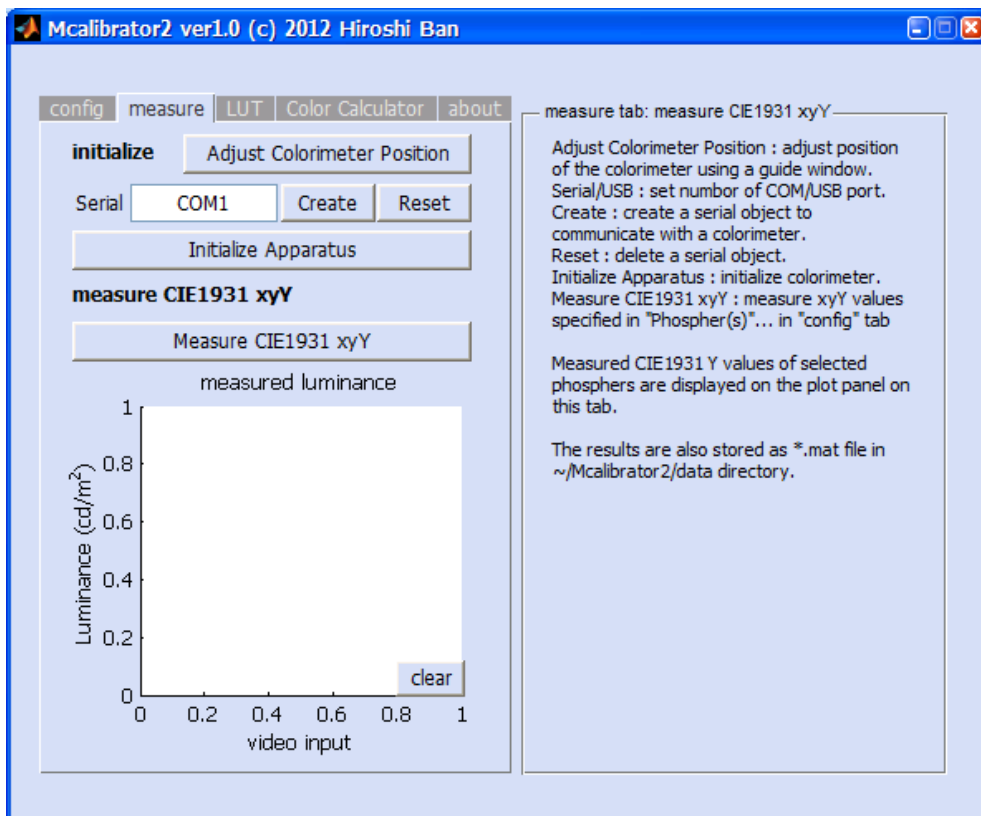 Mcalibrator2 ver1.0 (c) 2012 Hiroshi Ban
config measure LUT Color Calculator about
initialize Adjust Colorimeter Position
Serial COM1 Create Reset
Initialize Apparatus
measure CIE1931 xyY
Measure CIE1931 xyY
measured luminance
1
0.8
0.6
0.4
0.2
0
Luminance (cd/m²)
clear
0 0.2 0.4 0.6 0.8 1
video input
measure tab: measure CIE1931 xyY
Adjust Colorimeter Position : adjust position
of the colorimeter using a guide window.
Serial/USB : set numbor of COM/USB port.
Create : create a serial object to
communicate with a colorimeter.
Reset : delete a serial object.
Initialize Apparatus : initialize colorimeter.
Measure CIE1931 xyY : measure xyY values
specified in "Phospher(s)"... in "config" tab
Measured CIE1931 Y values of selected
phosphers are displayed on the plot panel on
this tab.
The results are also stored as *.mat file in
~/Mcalibrator2/data directory.